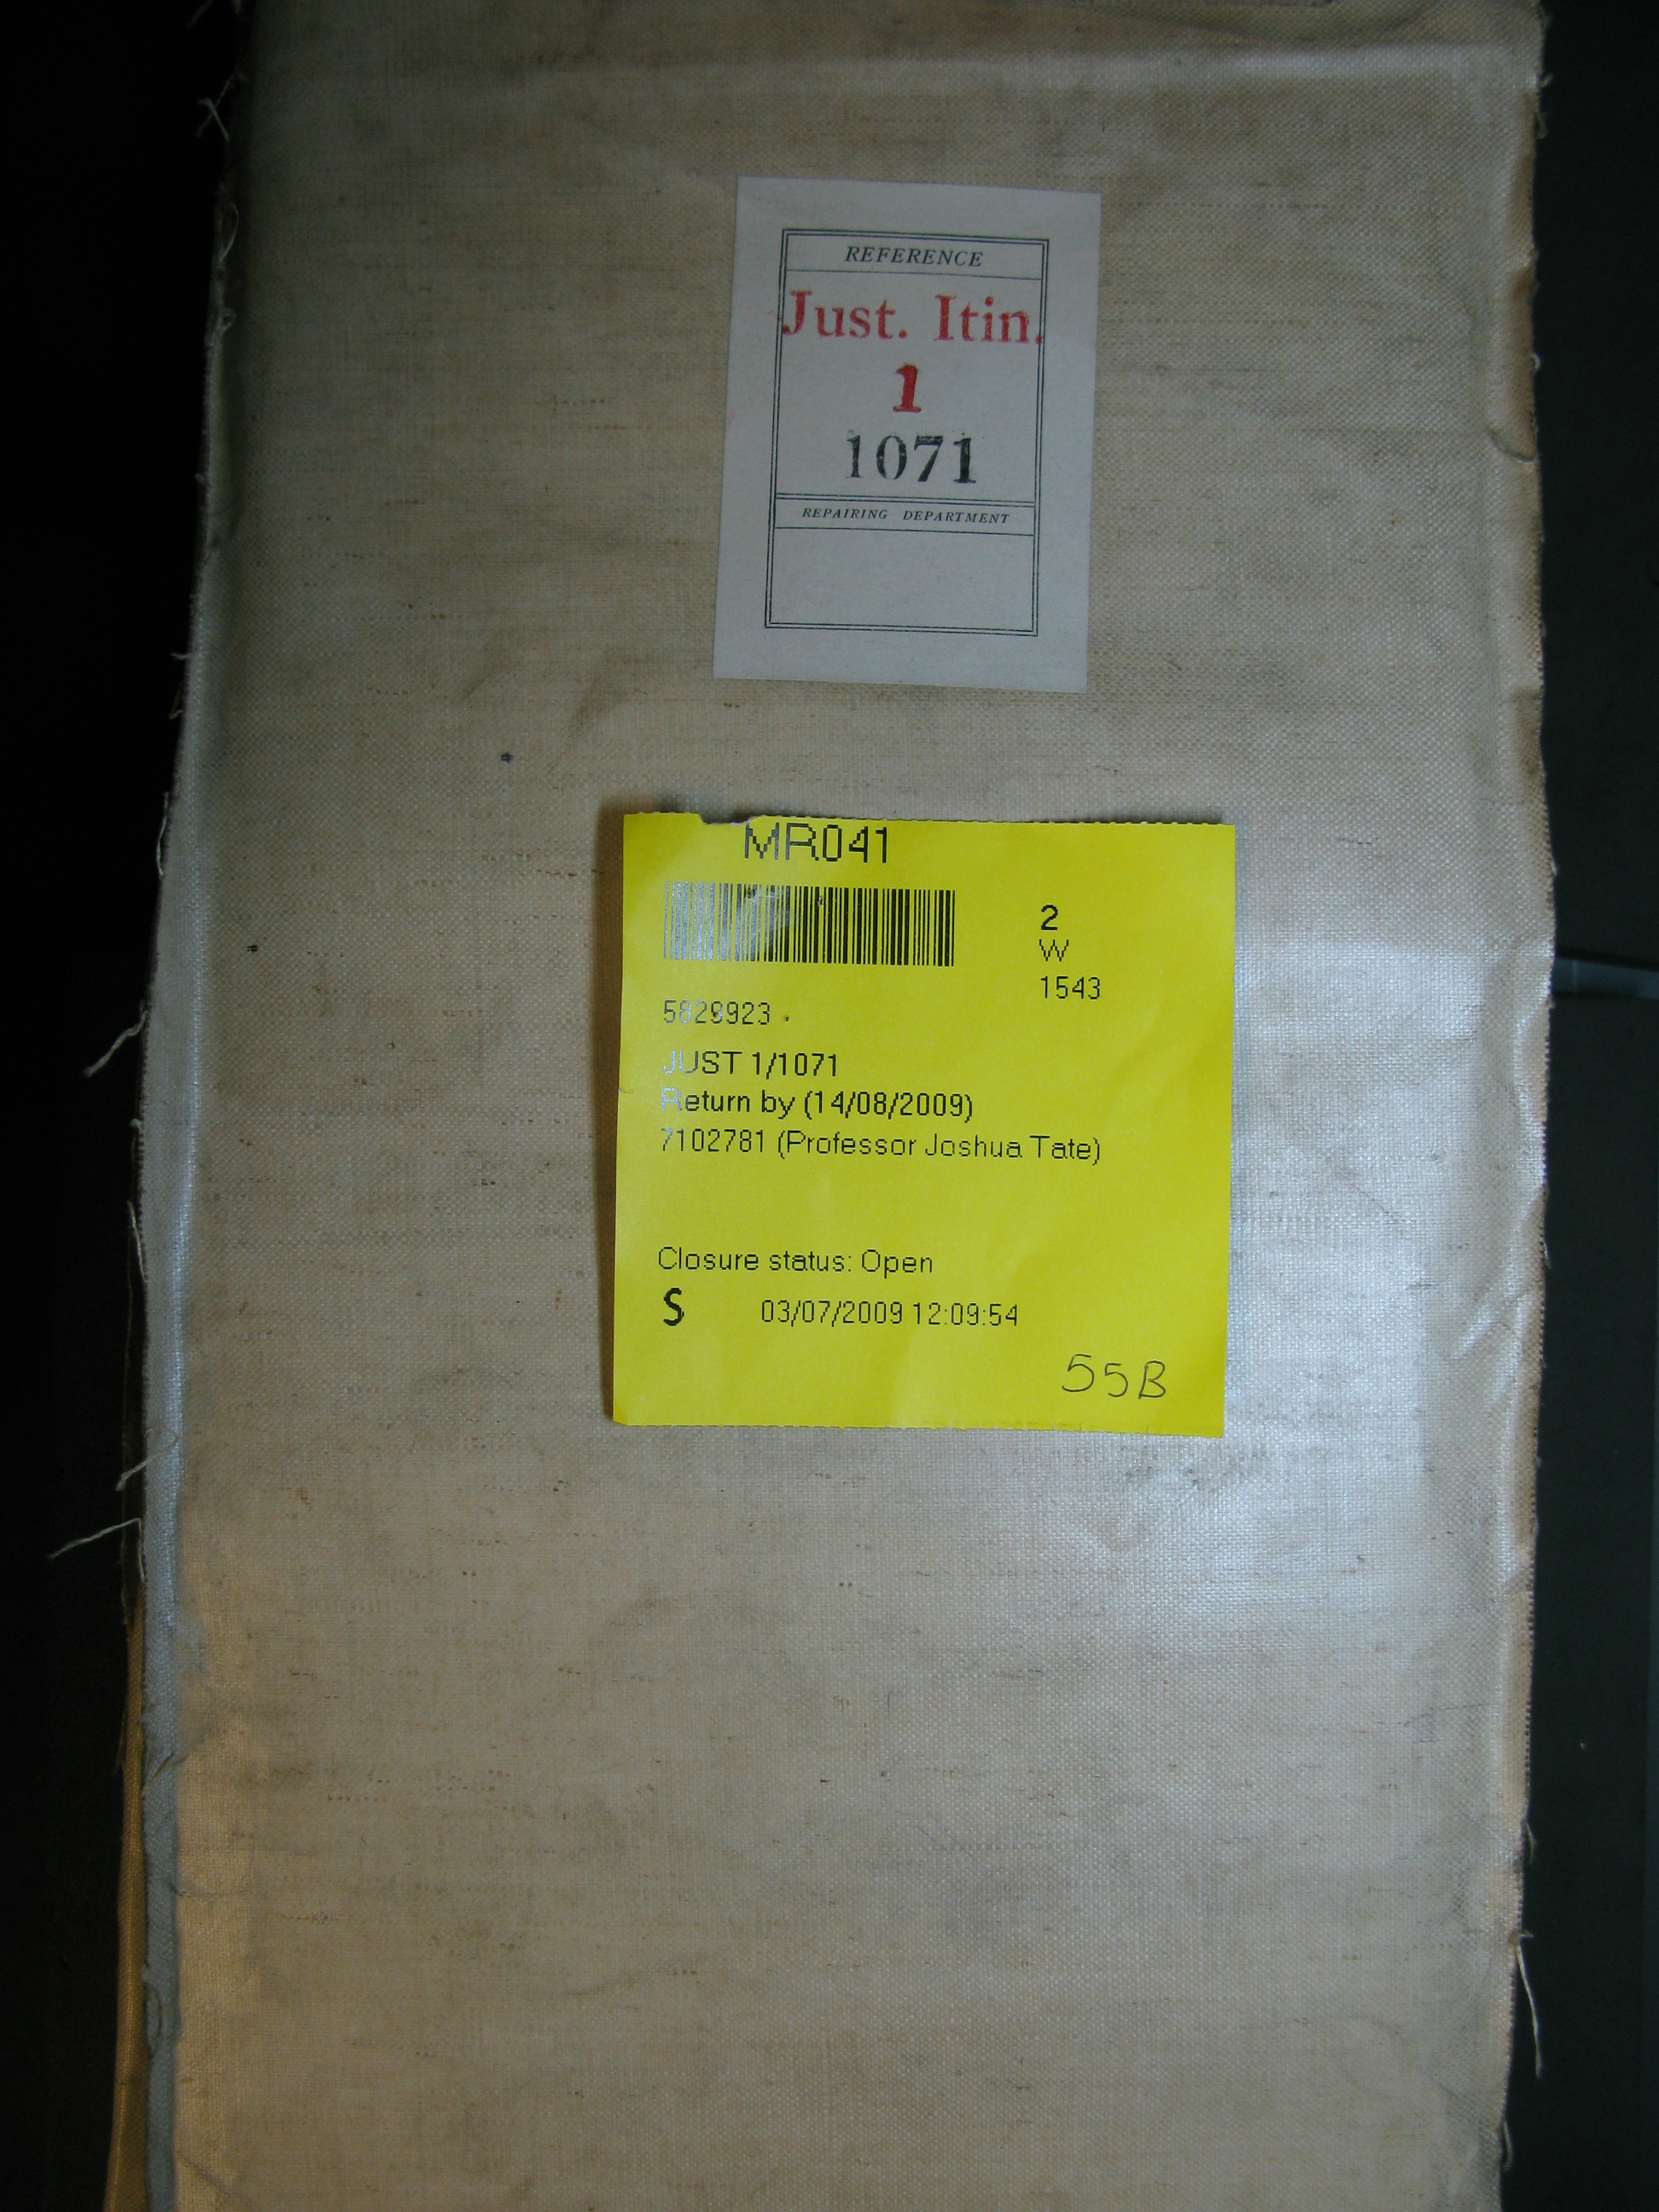 REFERENCE
Just. Itin.
1
1071
REPAIRING DEPARTMENT
MR041
2
W
1543
5829923
JUST 1/1071
Return by (14/08/2009)
7102781 (Professor Joshua Tate)
Closure status: Open
S 03/07/2009 12:09:54
55B